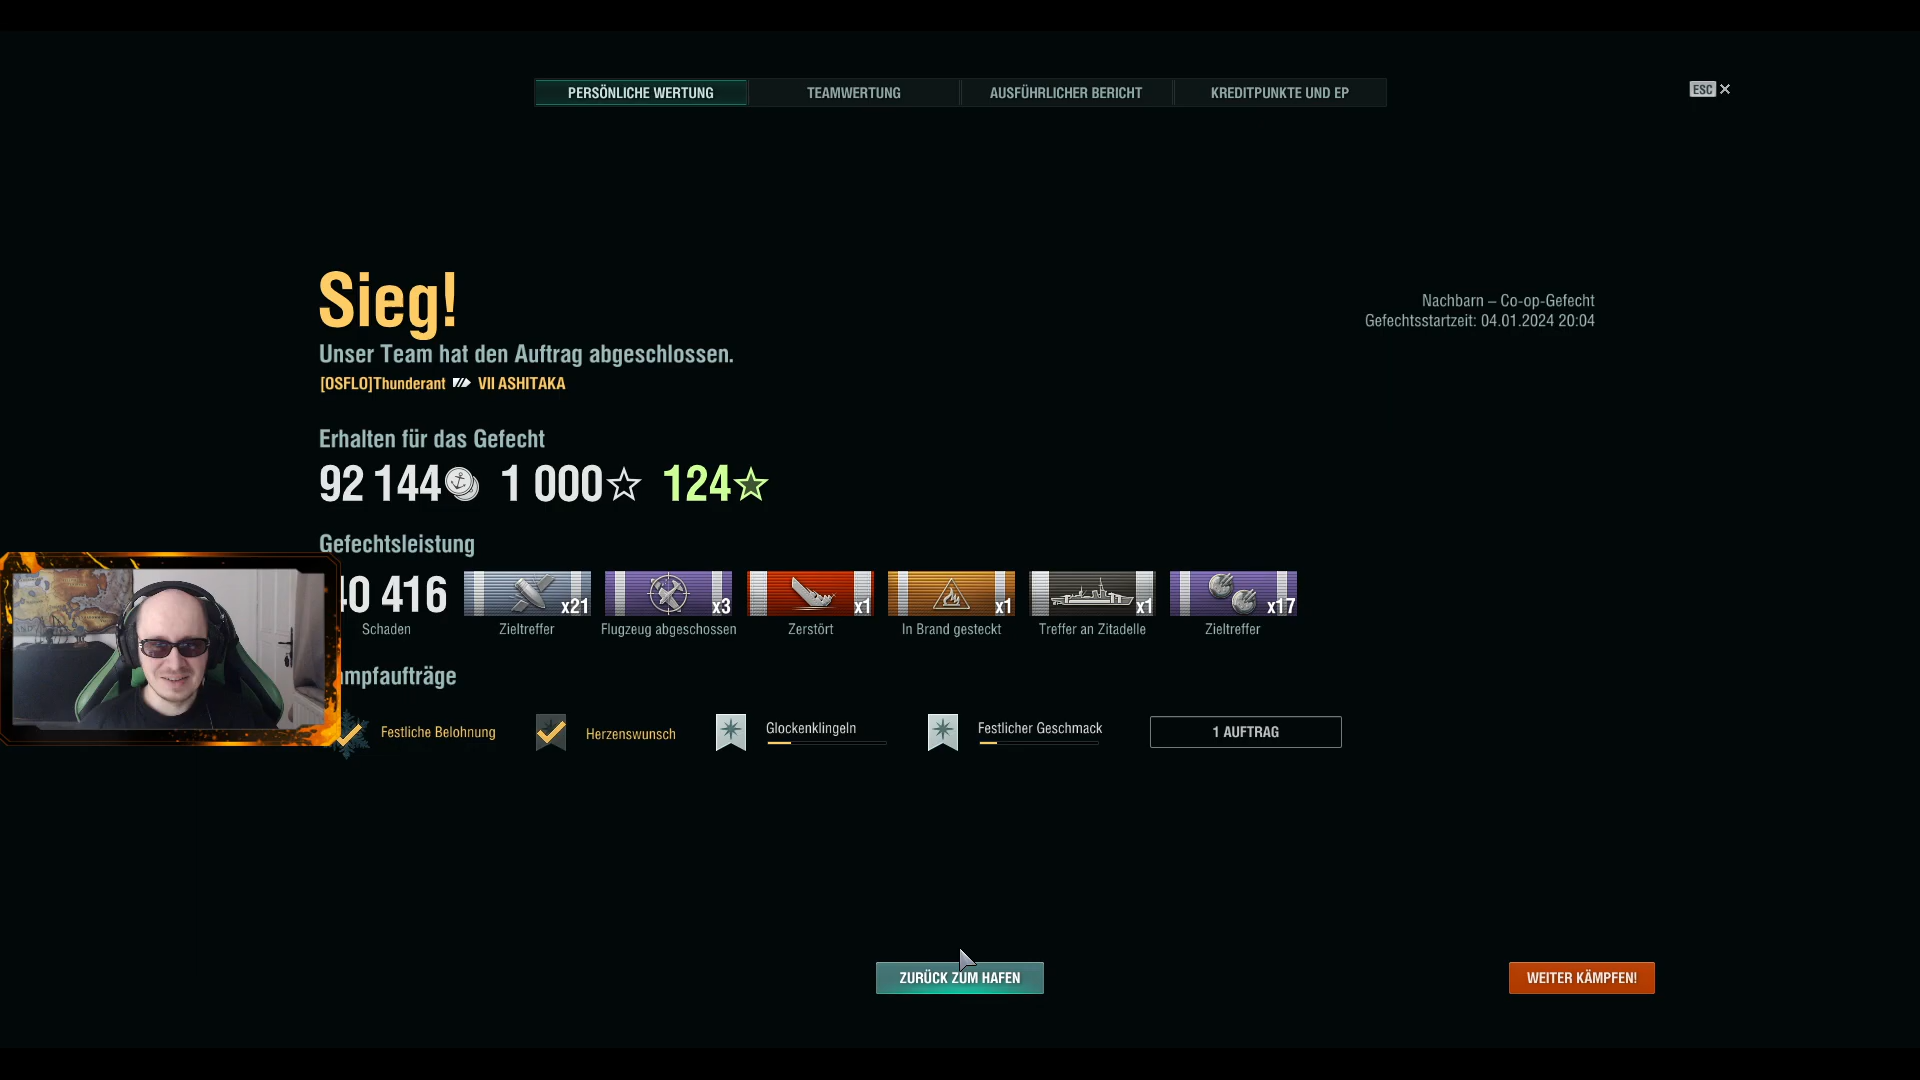 PERSÖNLICHE WERTUNG
TEAMWERTUNG
AUSFÜHRLICHER BERICHT
KREDITPUNKTE UND EP
ESC
Sieg!
Nachbarn – Co-op-Gefecht
Gefechtsstartzeit: 04.01.2024 20:04
Unser Team hat den Auftrag abgeschlossen.
[OSFLO]Thunderant VII ASHITAKA
Erhalten für das Gefecht
92 144 1 000 124
Gefechtsleistung
40 416 x21 x3 x1 x1 x1 x17
Schaden Zieltreffer Flugzeug abgeschossen Zerstört In Brand gesteckt Treffer an Zitadelle Zieltreffer
mpfaufträge
Festliche Belohnung
Herzenswunsch
Glockenklingeln
Festlicher Geschmack
1 AUFTRAG
ZURÜCK ZUM HAFEN
WEITER KÄMPFEN!